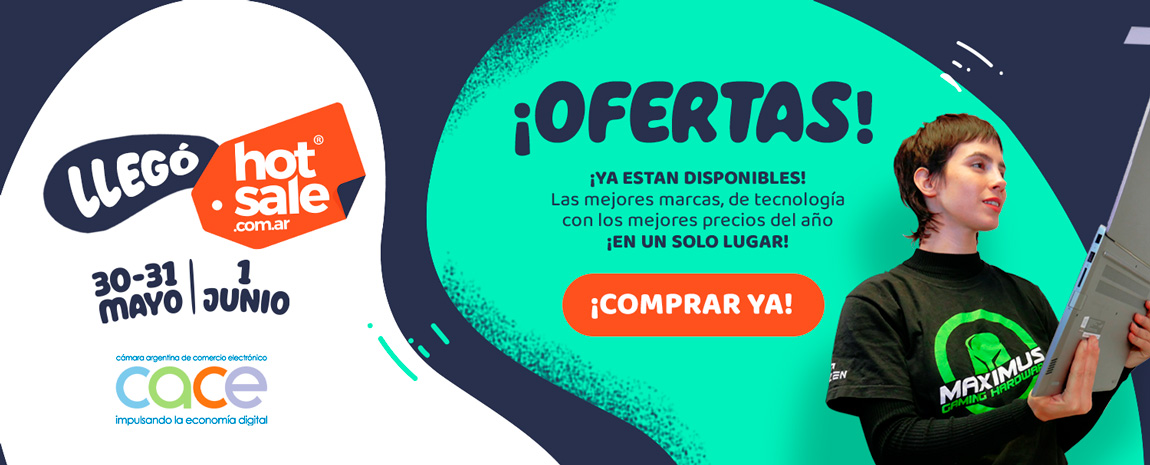 LLEGÓ
hot®
sale
.com.ar
30-31
MAYO
1
JUNIO
cámara argentina de comercio electrónico
cace
impulsando la economía digital
¡OFERTAS!
¡YA ESTAN DISPONIBLES!
Las mejores marcas, de tecnología
con los mejores precios del año
¡EN UN SOLO LUGAR!
¡COMPRAR YA!
MAXIMUS
GAMING HARDWARE